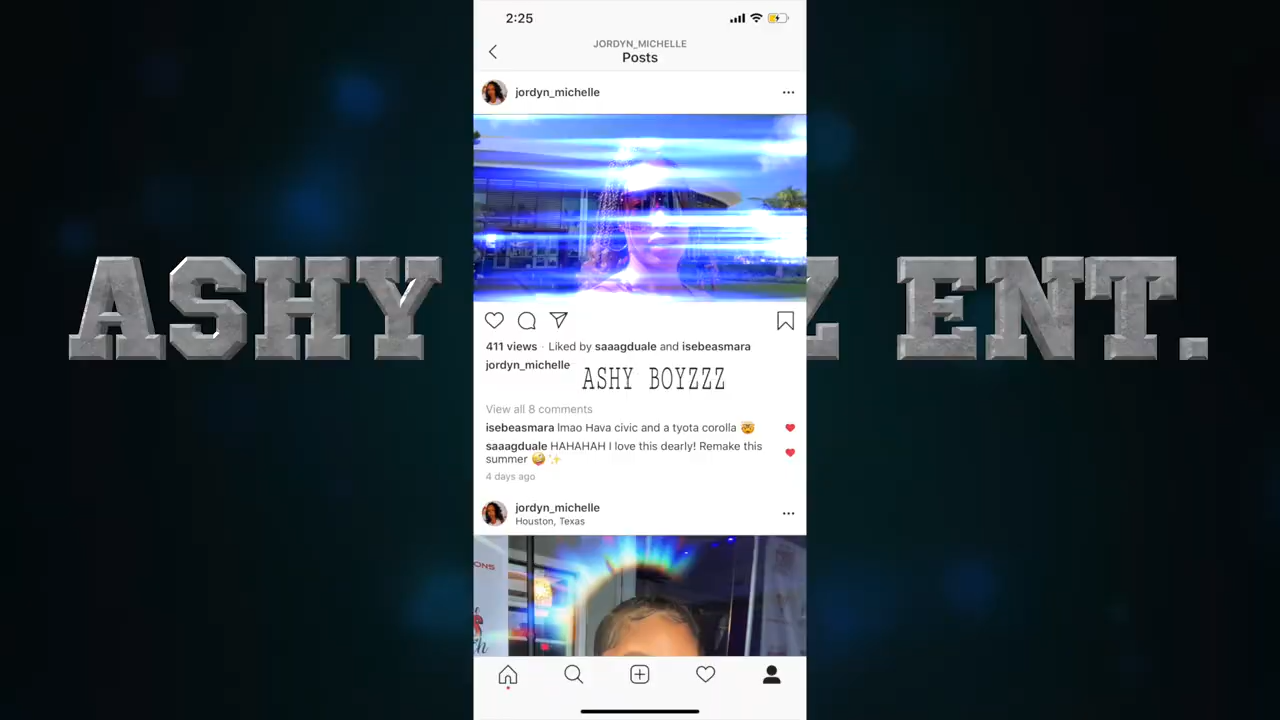 2:25
JORDYN_MICHELLE
Posts
jordyn_michelle
ASHY Z ENT.
411 views · Liked by saaagduale and isebeasmara
jordyn_michelle
ASHY BOYZZZ
View all 8 comments
isebeasmara lmao Hava civic and a tyota corolla 🤯
saaagduale HAHAHAH I love this dearly! Remake this
summer 🤪✨
4 days ago
jordyn_michelle
Houston, Texas
ONS